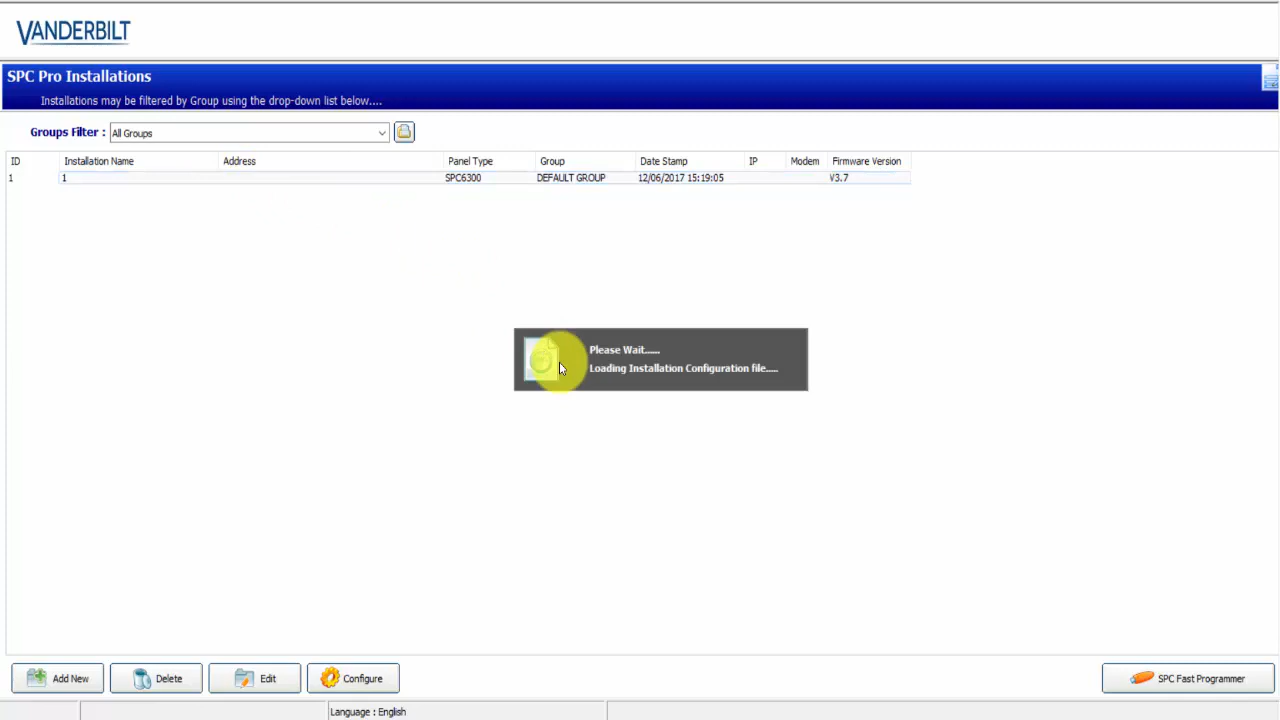 VANDERBILT
SPC Pro Installations
Installations may be filtered by Group using the drop-down list below....
Groups Filter : All Groups
ID Installation Name Address Panel Type Group Date Stamp IP Modem Firmware Version
1 1 SPC6300 DEFAULT GROUP 12/06/2017 15:19:05 V3.7
Please Wait......
Loading Installation Configuration file.....
Add New Delete Edit Configure SPC Fast Programmer
Language : English